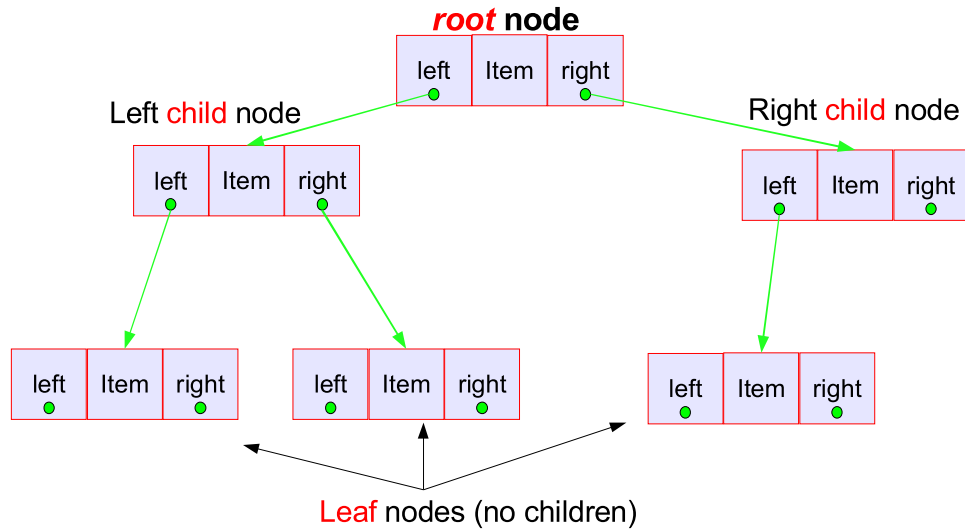 root node
left Item right
Left child node
Right child node
left Item right
left Item right
left Item right
left Item right
left Item right
Leaf nodes (no children)